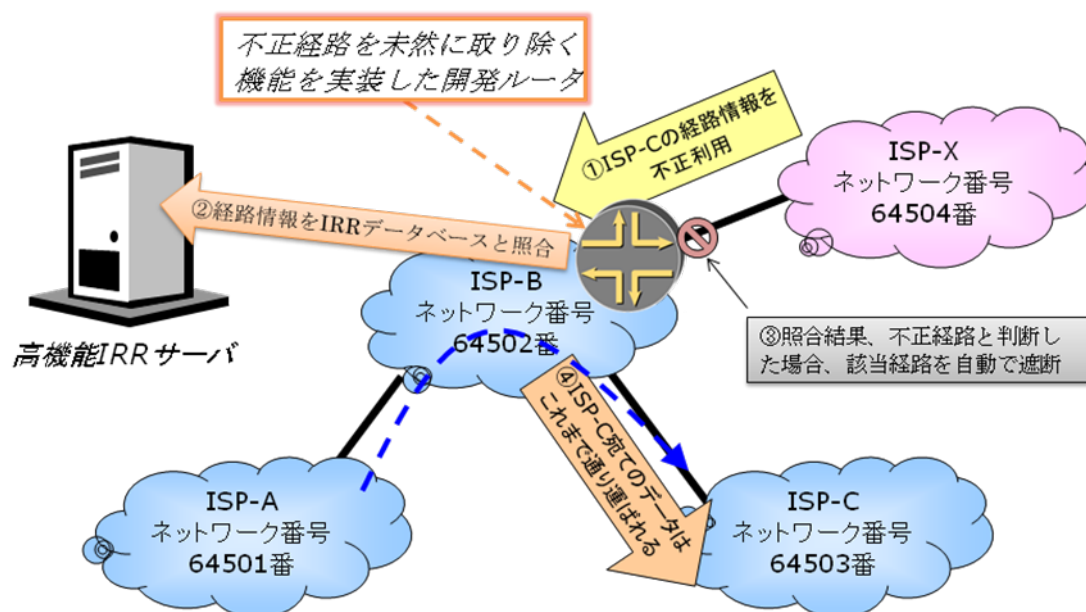 不正経路を未然に取り除く
機能を実装した開発ルータ
①ISP-Cの経路情報を
不正利用
ISP-X
ネットワーク番号
64504番
②経路情報をIRRデータベースと照合
ISP-B
ネットワーク番号
64502番
高機能IRRサーバ
③照合結果、不正経路と判断し
た場合、該当経路を自動で遮断
④ISP-C宛てのデータは
これまで通り運ばれる
ISP-A
ネットワーク番号
64501番
ISP-C
ネットワーク番号
64503番